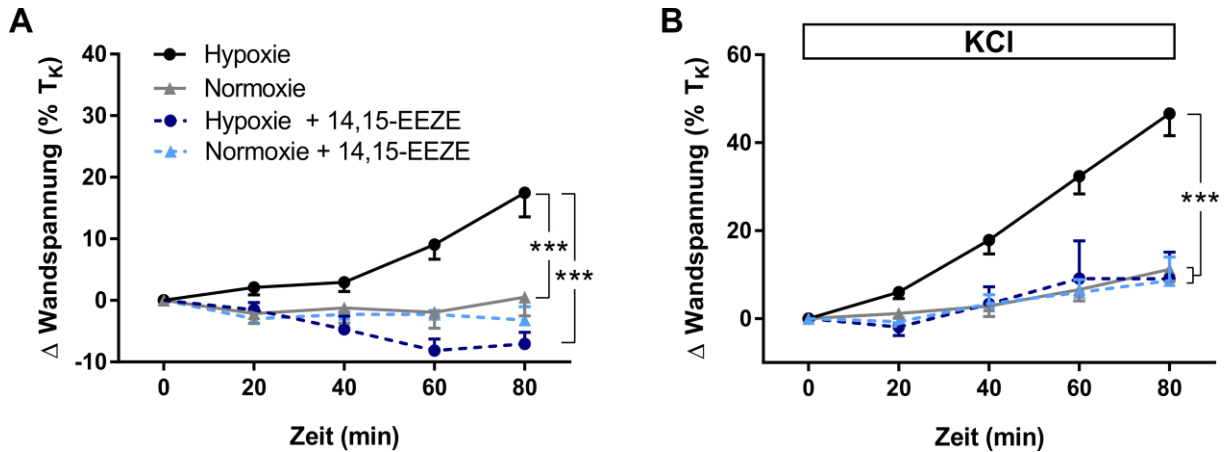 A
Δ Wandspannung (% TK)
40
30
20
10
0
-10
Hypoxie
Normoxie
Hypoxie + 14,15-EEZE
Normoxie + 14,15-EEZE
***
***
0 20 40 60 80
Zeit (min)
B
KCl
Δ Wandspannung (% TK)
60
40
20
0
***
0 20 40 60 80
Zeit (min)